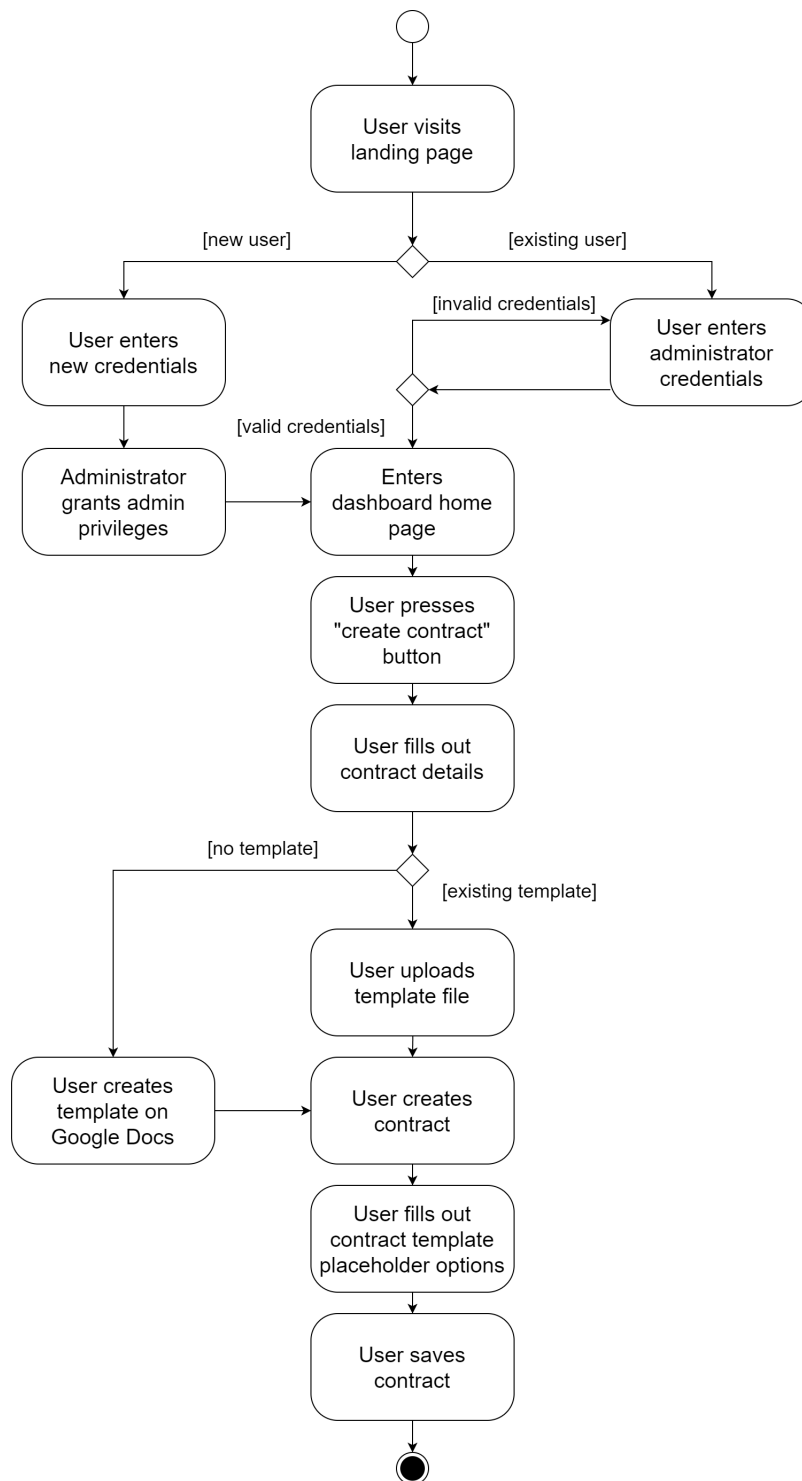 User visits
landing page
[new user]
[existing user]
User enters
new credentials
[invalid credentials]
User enters
administrator
credentials
[valid credentials]
Administrator
grants admin
privileges
Enters
dashboard home
page
User presses
"create contract"
button
User fills out
contract details
[no template]
[existing template]
User uploads
template file
User creates
template on
Google Docs
User creates
contract
User fills out
contract template
placeholder options
User saves
contract